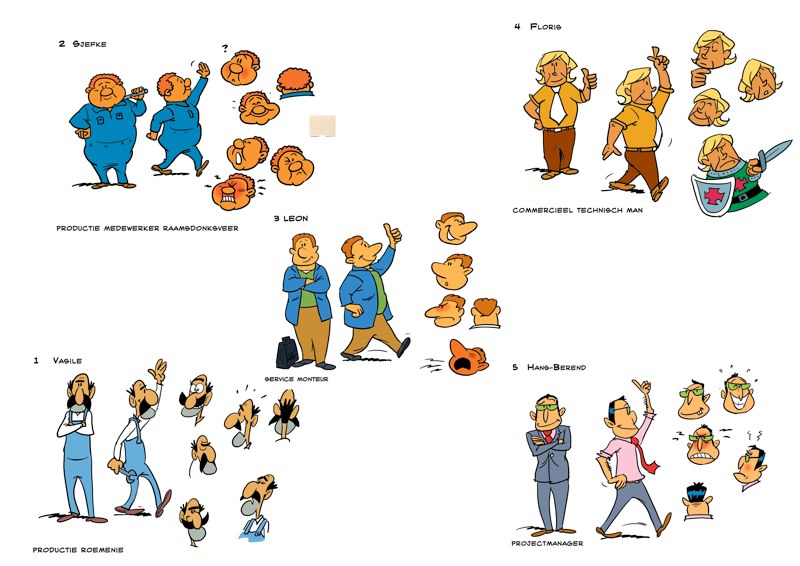 4 Floris
2 Sjefke
?
COMMERCIEEL TECHNISCH MAN
3 LEON
PRODUCTIE MEDEWERKER RAAMSDONKSVEER
1 Vasile
5 Hans-Berend
SERVICE MONTEUR
PROJECTMANAGER
PRODUCTIE ROEMENIE